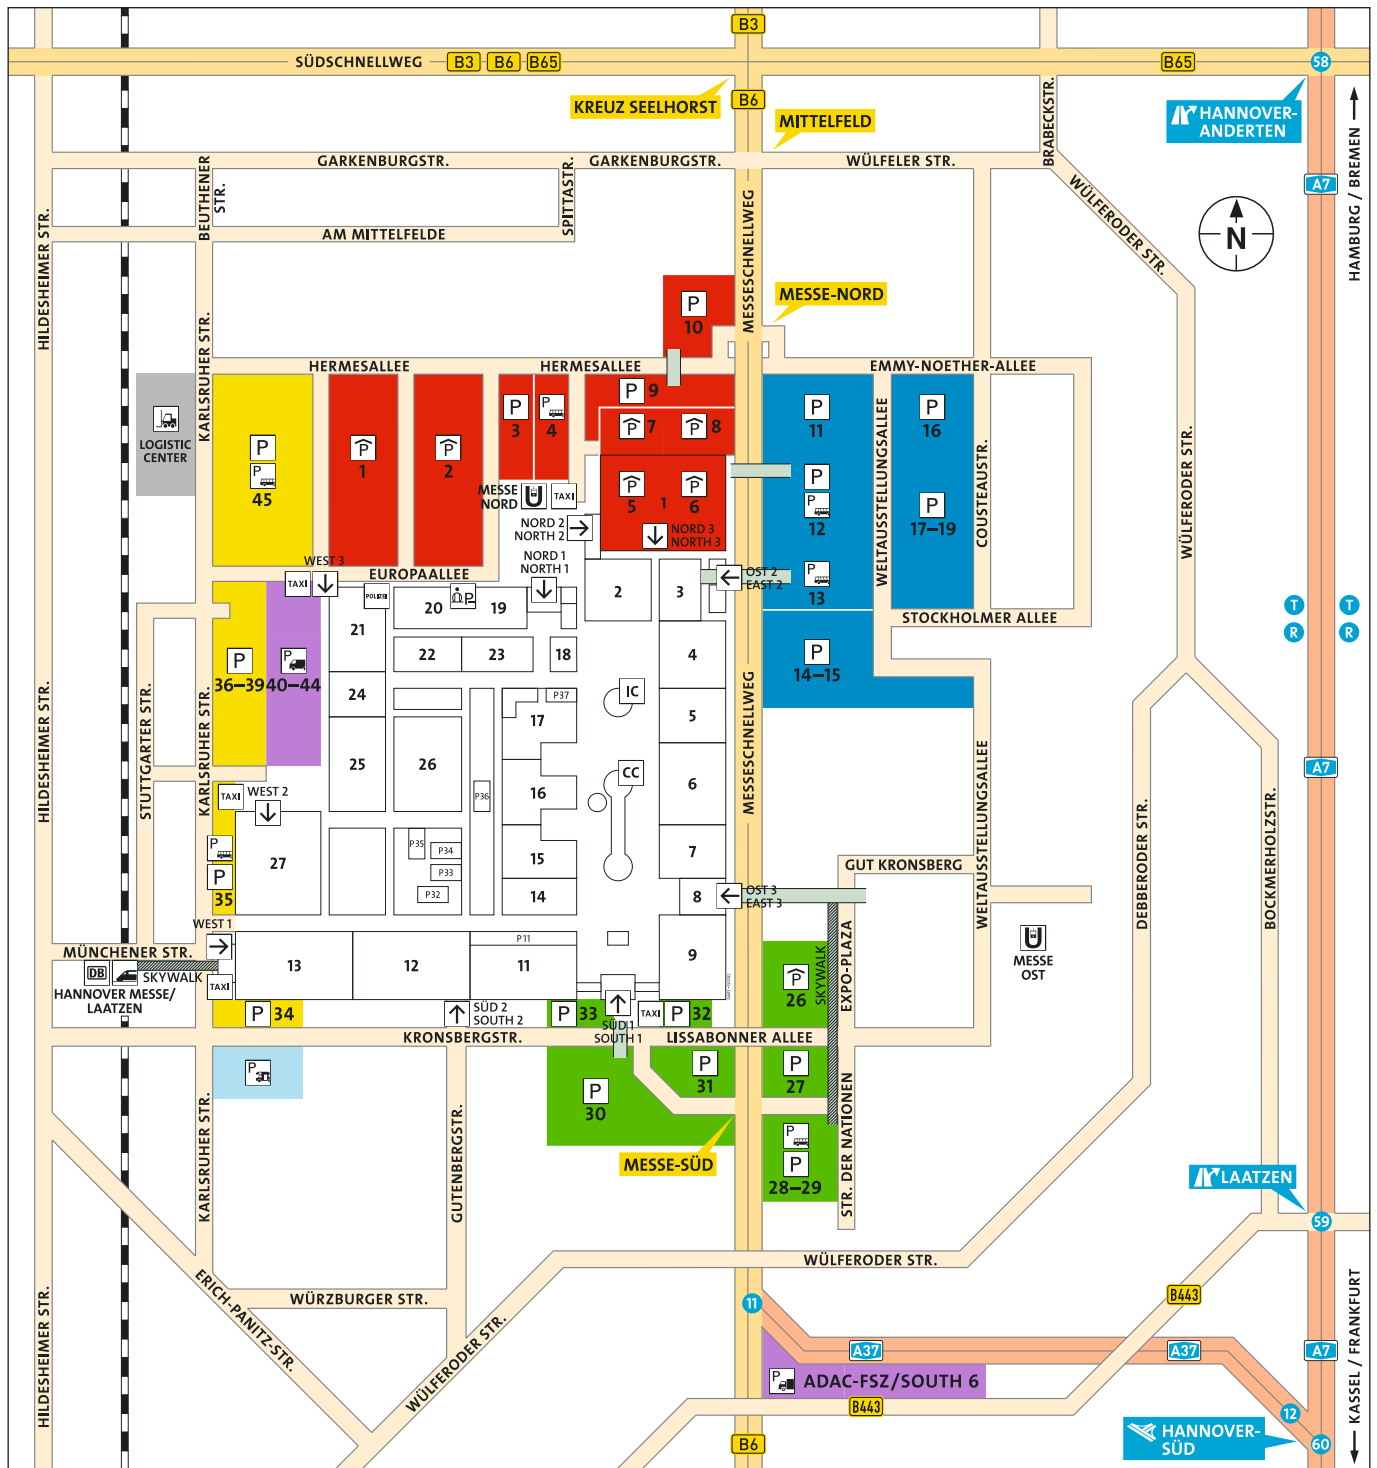 B3
SÜDSCHNELLWEG
B3
B6
B65
B65
58
KREUZ SEELHORST
B6
MITTELFELD
HANNOVER-
ANDERTEN
HAMBURG / BREMEN
HILDESHEIMER STR.
BEUTHENER
STR.
GARKENBURGSTR.
SPITTASTR.
GARKENBURGSTR.
WÜLFELER STR.
BRABECKSTR.
WÜLFERODER STR.
A7
MESSESCHNELLWEG
AM MITTELFELDE
N
MESSE-NORD
P
10
KARLSRUHER STR.
HERMESALLEE
HERMESALLEE
EMMY-NOETHER-ALLEE
LOGISTIC
CENTER
P
P
45
P
1
P
2
P
3
P
4
P
9
P
7
P
8
P
5
1
P
6
P
11
P
P
12
P
13
P
14–15
P
16
P
17–19
WELTAUSSTELLUNGSALLEE
COUSTEAUSTR.
WÜLFERODER STR.
MESSE
NORD
U
TAXI
NORD 2
NORTH 2
NORD 3
NORTH 3
NORD 1
NORTH 1
WEST 3
TAXI
EUROPAALLEE
POLIZEI
P
OST 2
EAST 2
STOCKHOLMER ALLEE
T
T
R
R
P
36–39
P
40–44
20
19
2
3
21
22
23
18
4
24
P37
17
IC
5
25
26
P36
16
CC
6
P35
P34
P33
P32
15
14
7
8
HILDESHEIMER STR.
STUTTGARTER STR.
KARLSRUHER STR.
MESSESCHNELLWEG
WELTAUSSTELLUNGSALLEE
DEBBERODER STR.
BOCKMERHOLZSTR.
A7
TAXI
WEST 2
27
P
P
35
GUT KRONSBERG
OST 3
EAST 3
WEST 1
MÜNCHENER STR.
DB
SKYWALK
HANNOVER MESSE/
LAATZEN
TAXI
13
12
P11
11
9
P
26
SKYWALK
EXPO-PLAZA
U
MESSE
OST
P
34
SÜD 2
SOUTH 2
P
33
SÜD 1
SOUTH 1
TAXI
P
32
KRONSBERGSTR.
LISSABONNER ALLEE
P
P
30
P
31
P
27
P
P
28–29
STR. DER NATIONEN
KARLSRUHER STR.
GUTENBERGSTR.
MESSE-SÜD
LAATZEN
59
WÜLFERODER STR.
ERICH-PANITZ-STR.
WÜRZBURGER STR.
WÜLFERODER STR.
HILDESHEIMER STR.
11
B443
A37
A37
A7
P
ADAC-FSZ/SOUTH 6
B443
12
B6
HANNOVER-
SÜD
60
KASSEL / FRANKFURT